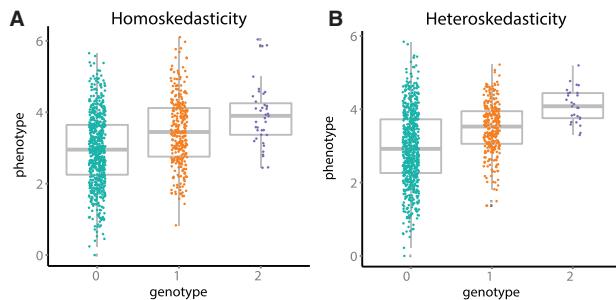 A
Homoskedasticity
6
4
2
0
phenotype
0 1 2
genotype
B
Heteroskedasticity
6
4
2
0
phenotype
0 1 2
genotype